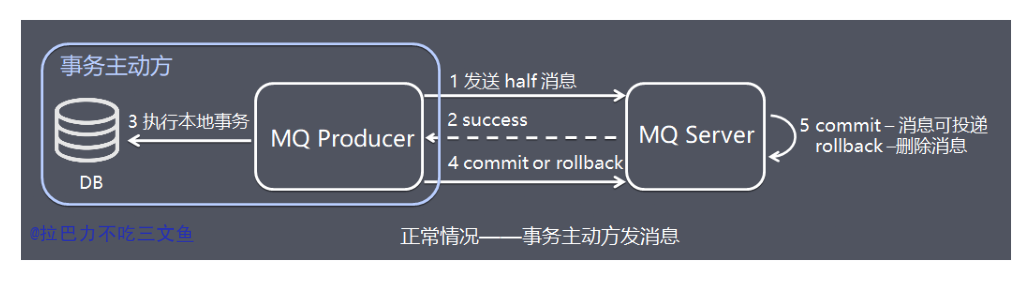 事务主动方
1 发送 half 消息
3 执行本地事务
MQ Producer
2 success
MQ Server
5 commit – 消息可投递
rollback –删除消息
4 commit or rollback
DB
@拉巴力不吃三文鱼
正常情况——事务主动方发消息